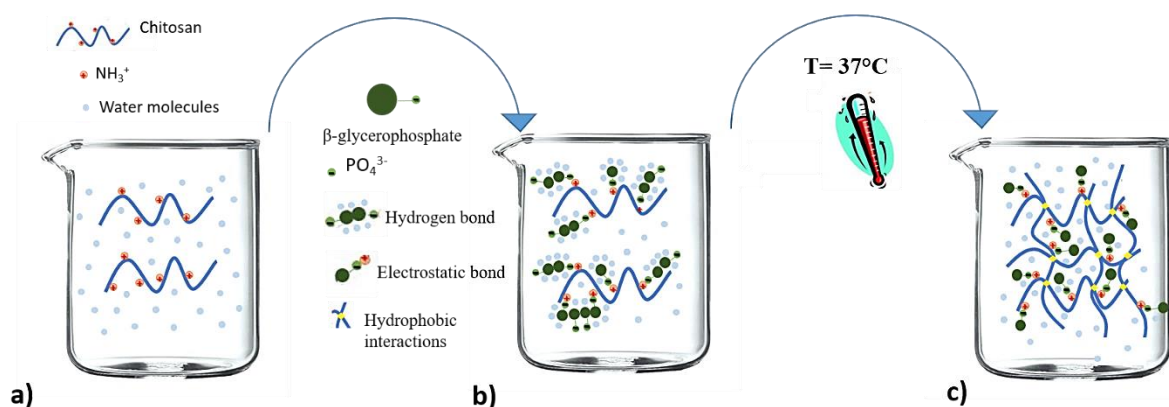 Chitosan
NH₃⁺
Water molecules
a)
β-glycerophosphate
PO₄³⁻
Hydrogen bond
Electrostatic bond
Hydrophobic
interactions
b)
T= 37°C
c)